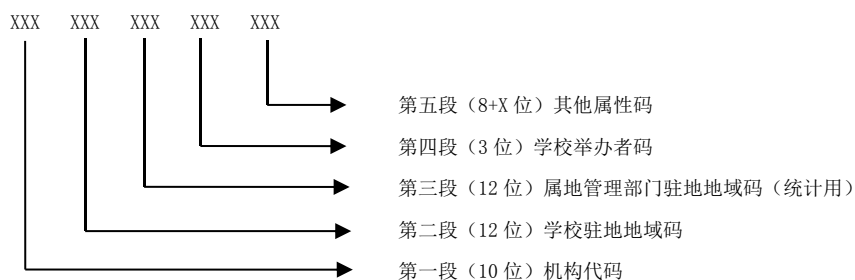 XXX XXX XXX XXX XXX
第五段（8+X 位）其他属性码
第四段（3 位）学校举办者码
第三段（12 位）属地管理部门驻地地域码（统计用）
第二段（12 位）学校驻地地域码
第一段（10 位）机构代码